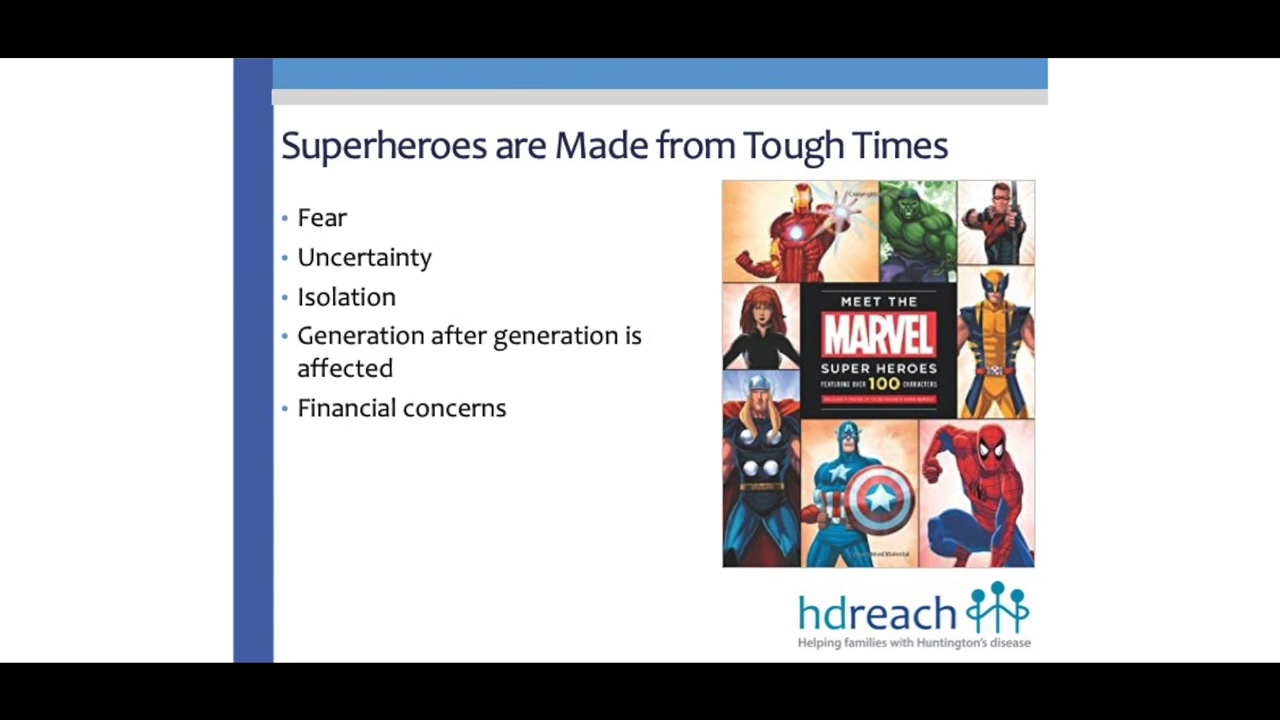 Superheroes are Made from Tough Times
• Fear
• Uncertainty
• Isolation
• Generation after generation is
affected
• Financial concerns
MEET THE
MARVEL
SUPER HEROES
FEATURING OVER 100 CHARACTERS
hdreach
Helping families with Huntington's disease